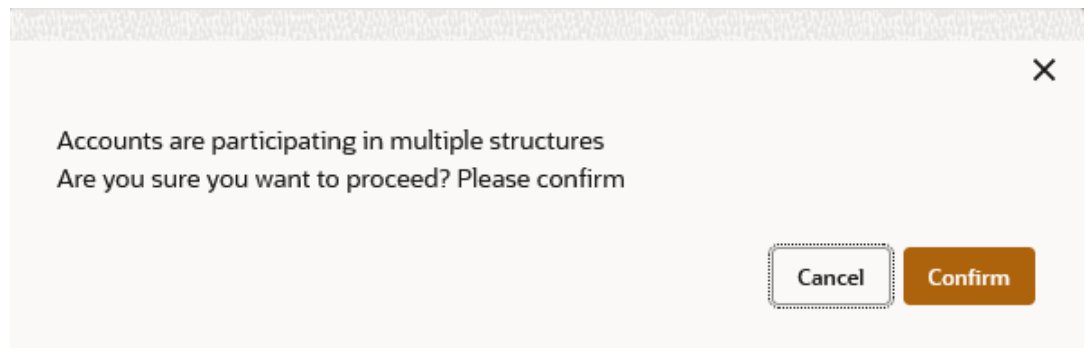 Accounts are participating in multiple structures
Are you sure you want to proceed? Please confirm
Cancel Confirm